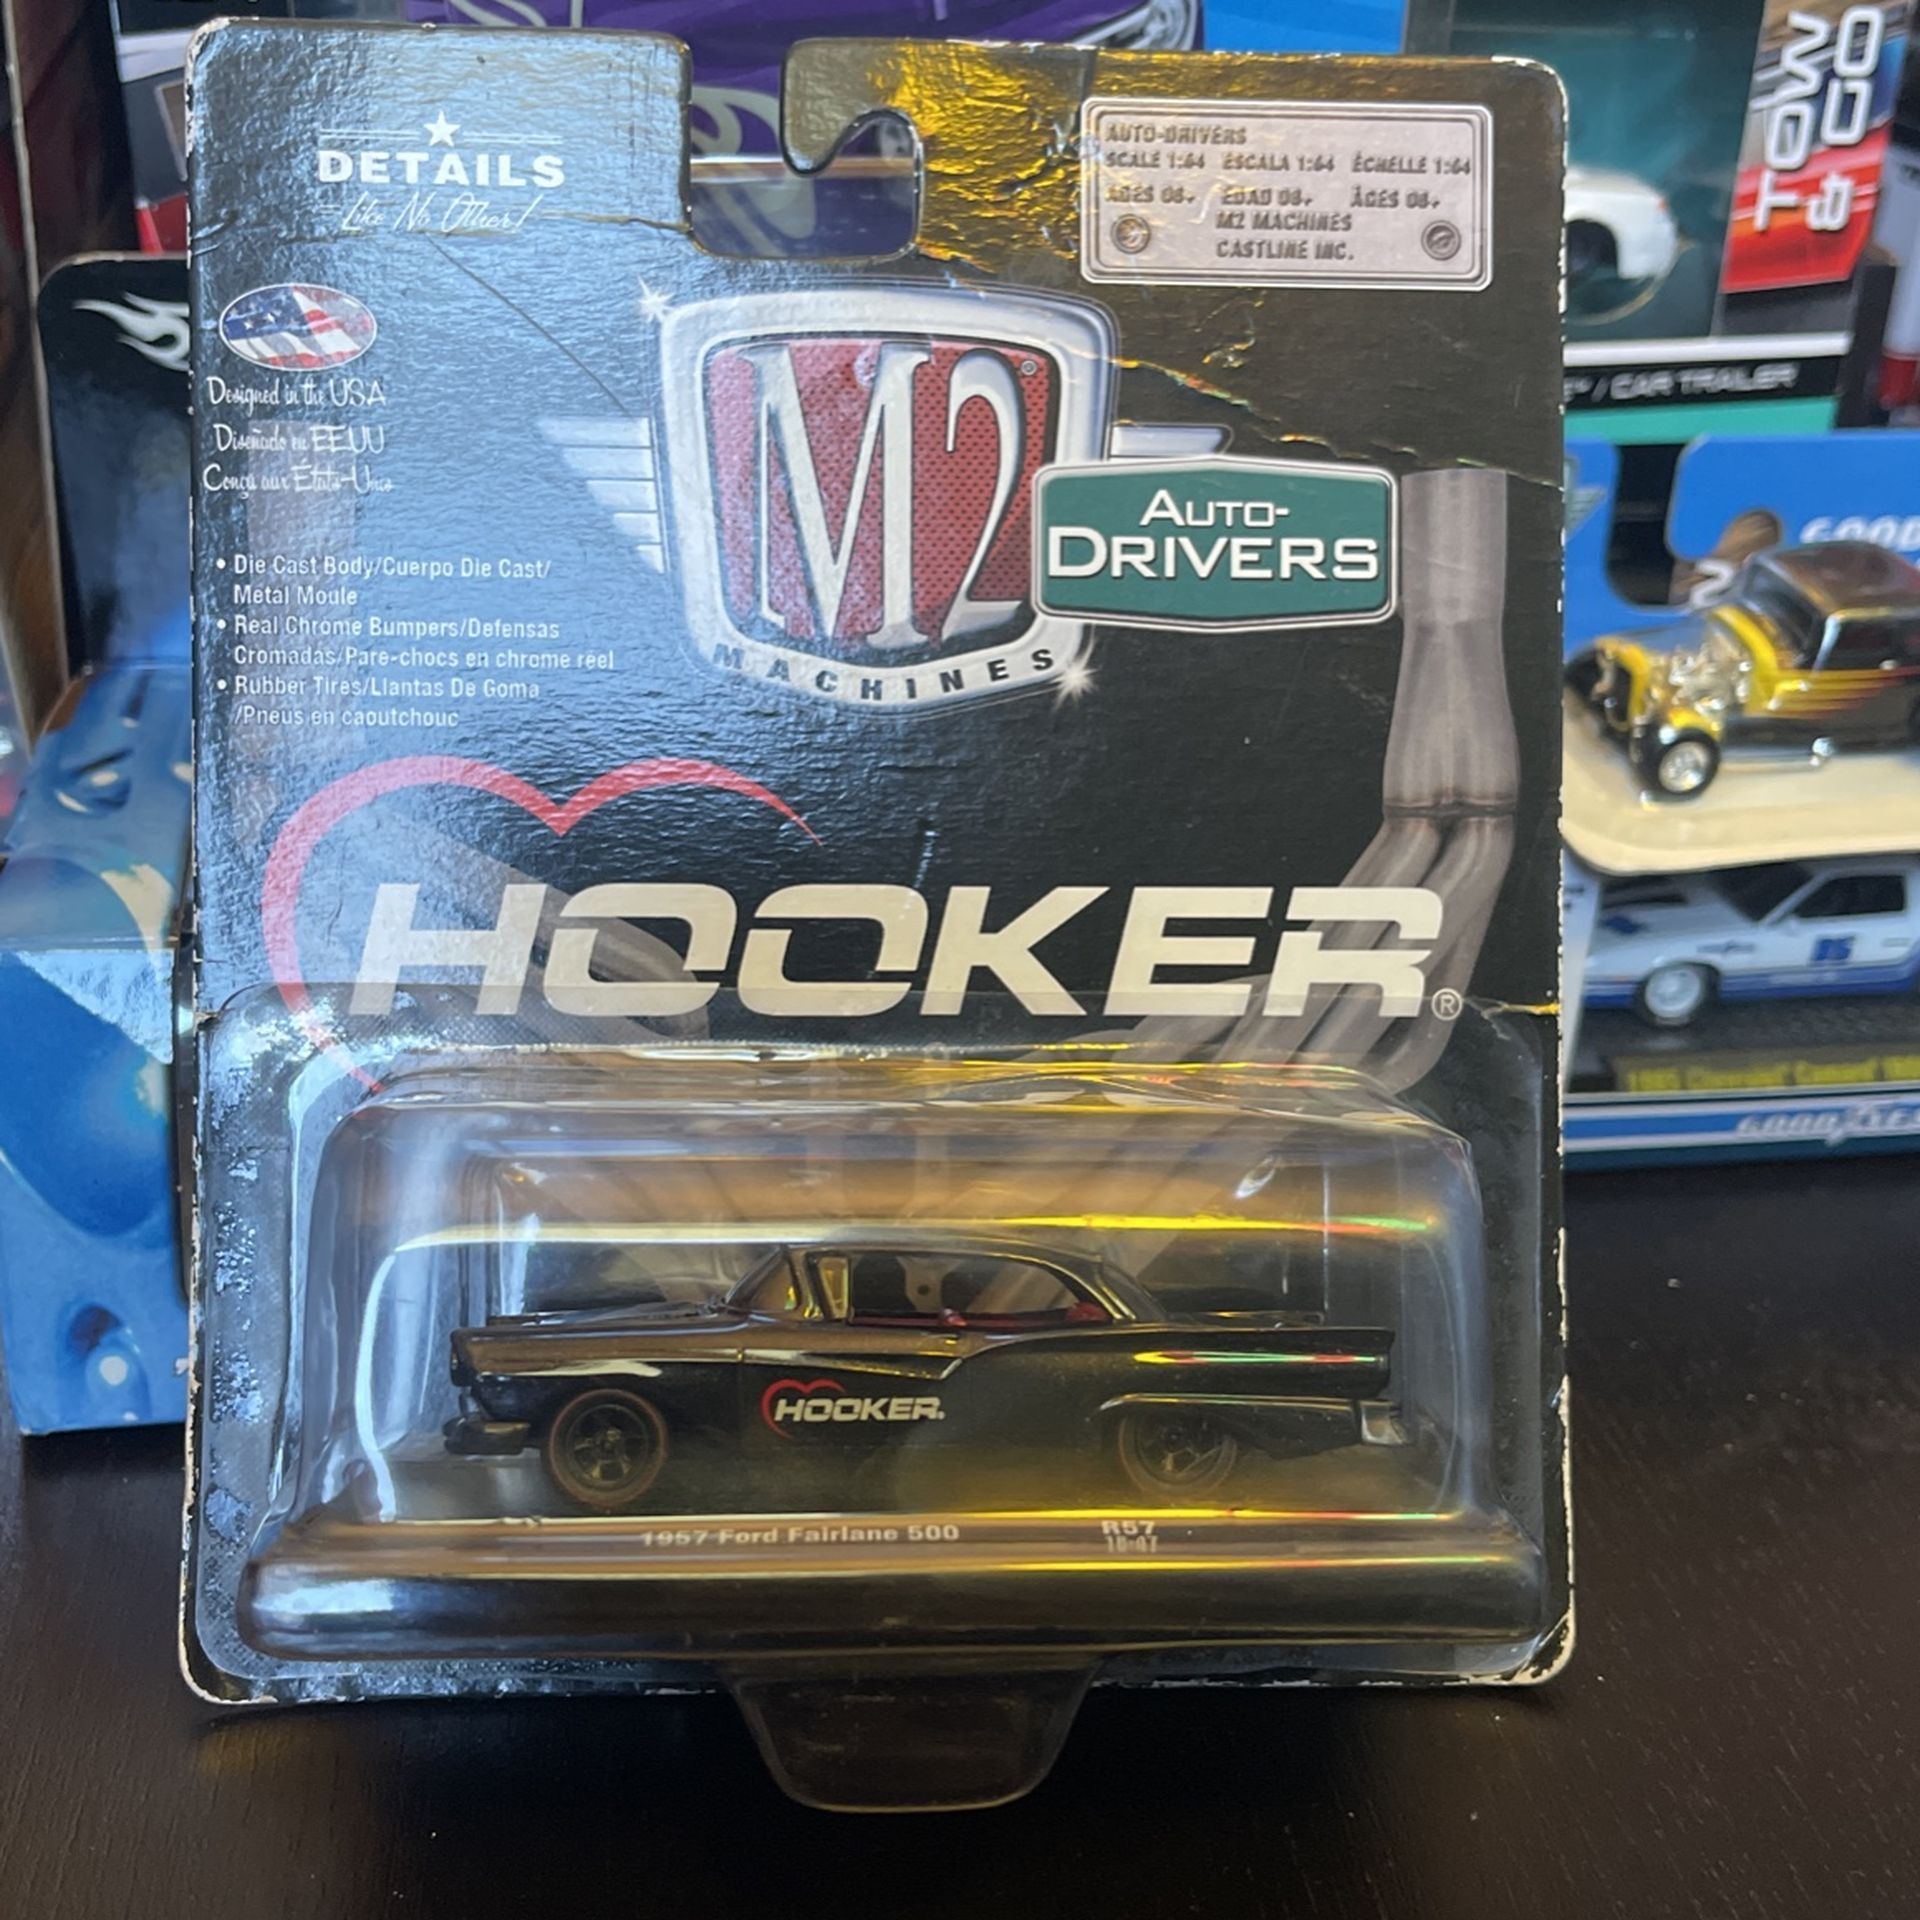 DETAILS
Like No Other!
AUTO-DRIVERS
SCALE 1:64 ESCALA 1:64 ÉCHELLE 1:64
AGES 08+ EDAD 08+ ÂGES 08+
M2 MACHINES
CASTLINE INC.
Designed in the USA
Diseñado en EEUU
Conçu aux États-Unis
M2®
MACHINES
AUTO-
DRIVERS
• Die Cast Body/Cuerpo Die Cast/
Metal Moule
• Real Chrome Bumpers/Defensas
Cromadas/Pare-chocs en chrome réel
• Rubber Tires/Llantas De Goma
/Pneus en caoutchouc
HOOKER®
HOOKER.
1957 Ford Fairlane 500
R57
TOW
& GO
/ CAR TRAILER